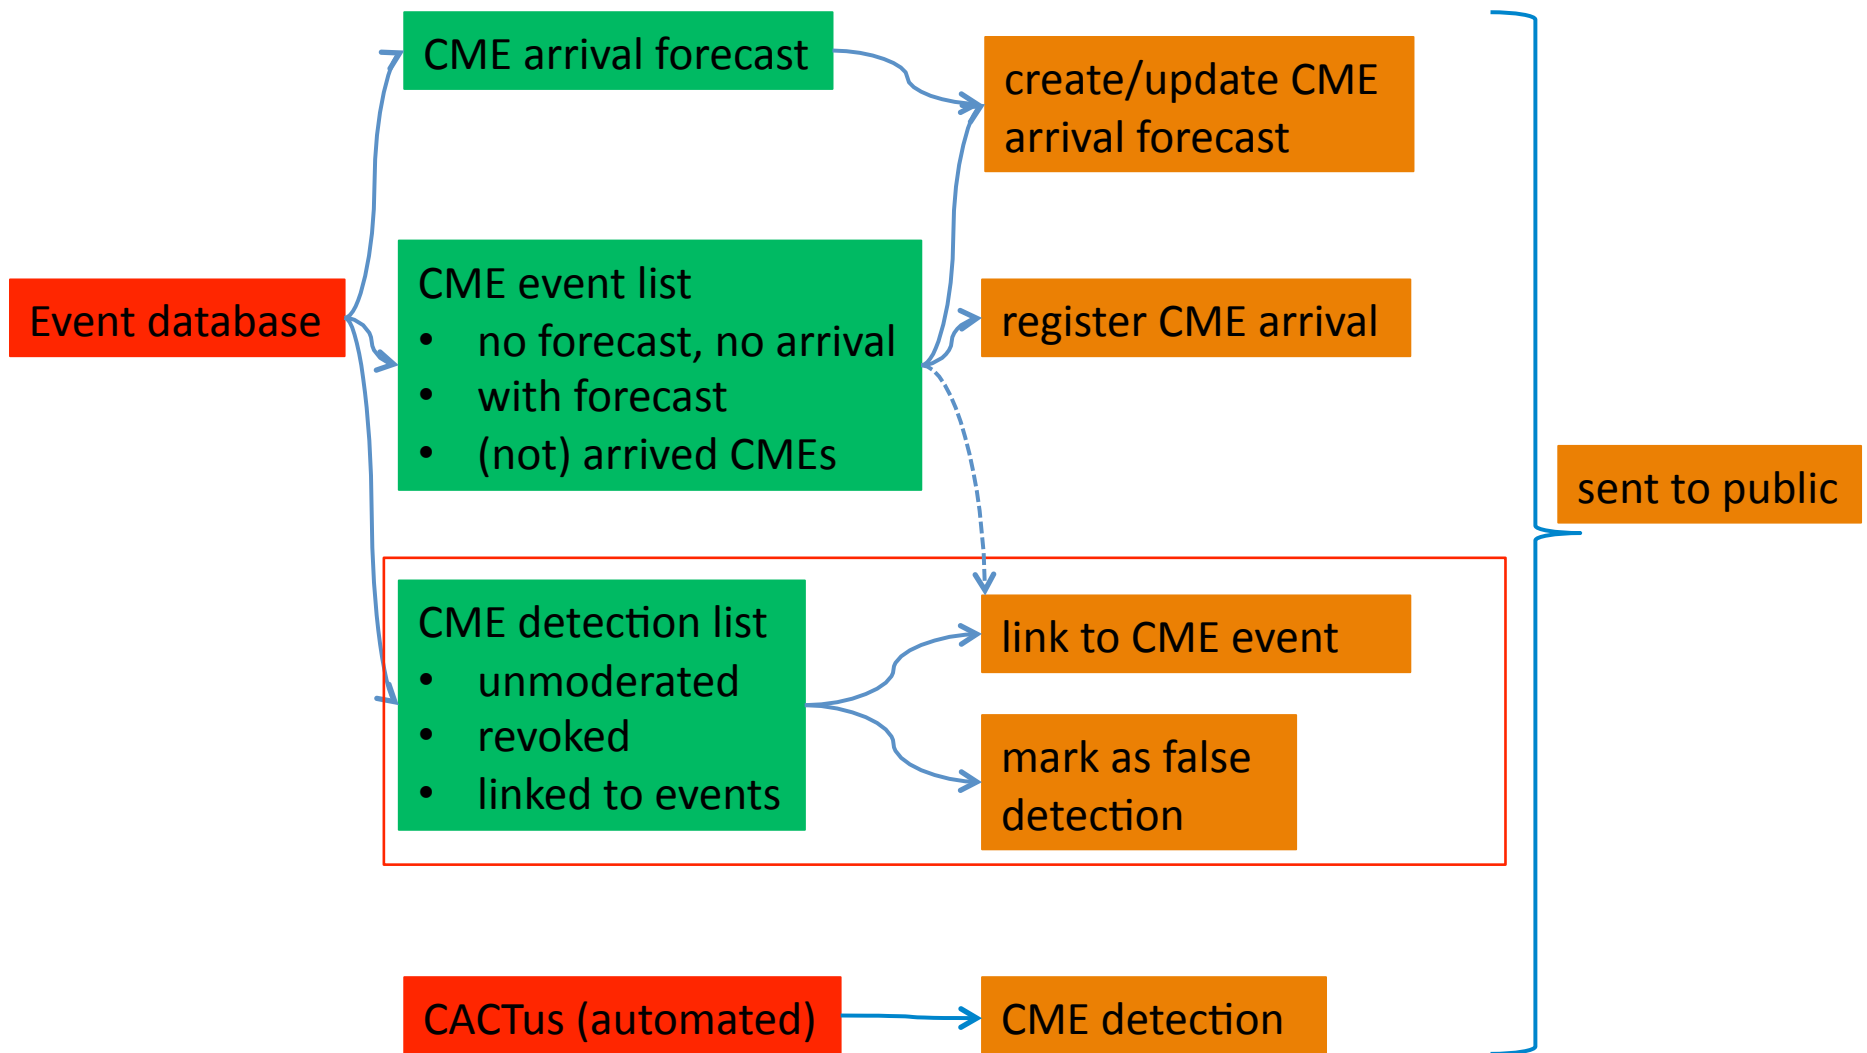 CME arrival forecast
create/update CME
arrival forecast
Event database
CME event list
• no forecast, no arrival
• with forecast
• (not) arrived CMEs
register CME arrival
sent to public
CME detection list
• unmoderated
• revoked
• linked to events
link to CME event
mark as false
detection
CACTus (automated)
CME detection